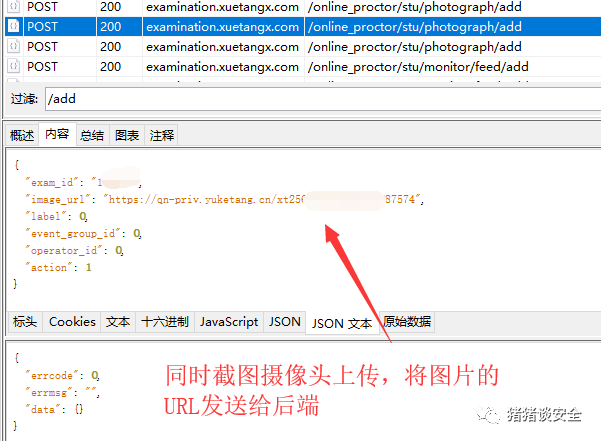 POST 200 examination.xuetangx.com /online_proctor/stu/photograph/add
POST 200 examination.xuetangx.com /online_proctor/stu/photograph/add
POST 200 examination.xuetangx.com /online_proctor/stu/photograph/add
POST 200 examination.xuetangx.com /online_proctor/stu/monitor/feed/add
过滤: /add
概述 内容 总结 图表 注释
{
"exam_id": "1
"image_url": "https://qn-priv.yuketang.cn/xt256 87574",
"label": 0,
"event_group_id": 0,
"operator_id": 0,
"action": 1
}
标头 Cookies 文本 十六进制 JavaScript JSON JSON 文本 原始数据
{
"errcode": 0,
"errmsg": "",
"data": {}
}
同时截图摄像头上传，将图片的
URL发送给后端
猪猪谈安全